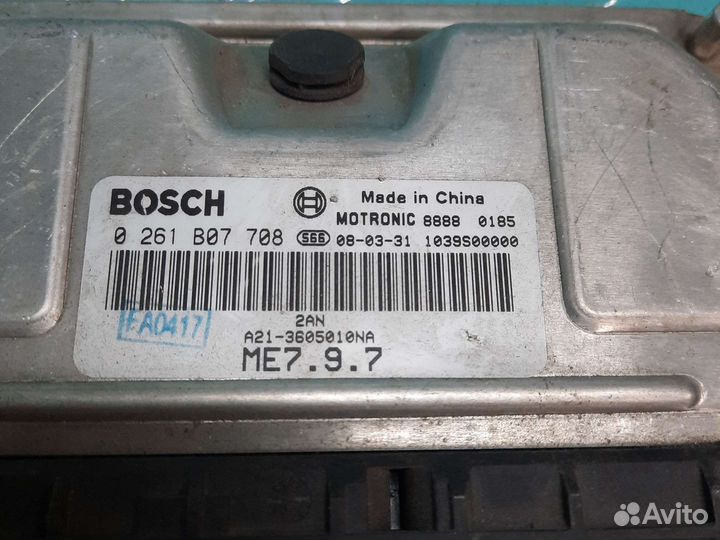 BOSCH
Made in China
MOTRONIC 8888 0185
0 261 B07 708 SGG 08-03-31 1039S00000
FA0417
2AN
A21-3605010NA
ME7.9.7
Avito